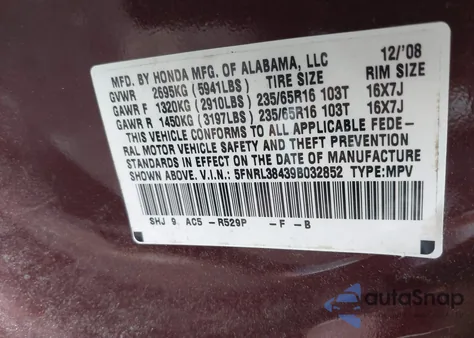 MFD. BY HONDA MFG. OF ALABAMA, LLC 12/'08
GVWR 2695KG (5941LBS) TIRE SIZE RIM SIZE
GAWR F 1320KG (2910LBS) 235/65R16 103T 16X7J
GAWR R 1450KG (3197LBS) 235/65R16 103T 16X7J
THIS VEHICLE CONFORMS TO ALL APPLICABLE FEDE-
RAL MOTOR VEHICLE SAFETY AND THEFT PREVENTION
STANDARDS IN EFFECT ON THE DATE OF MANUFACTURE
SHOWN ABOVE. V.I.N.: 5FNRL38439B032852 TYPE:MPV
SHJ 9 AC5 -R529P -F -B
autoSnap